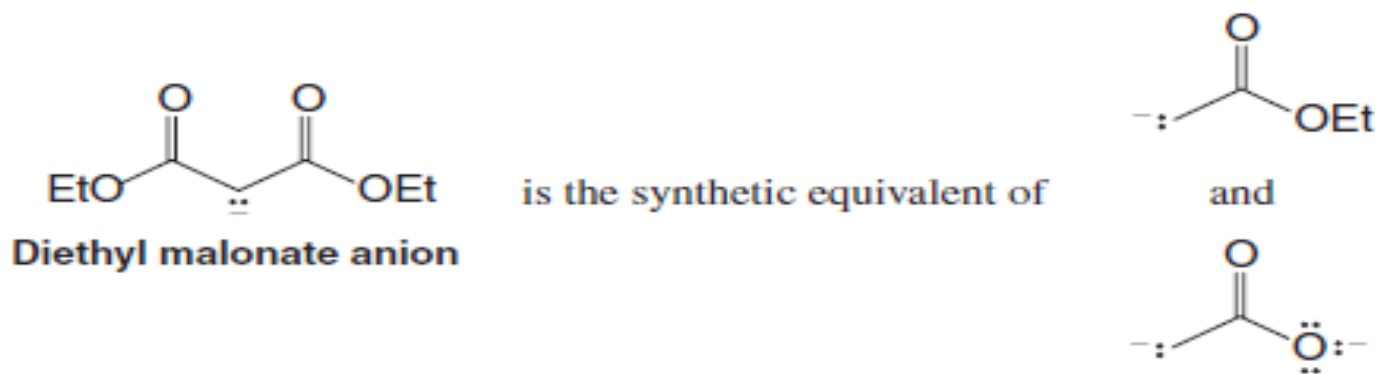 O
O O OEt
EtO OEt is the synthetic equivalent of and
Diethyl malonate anion
O
O